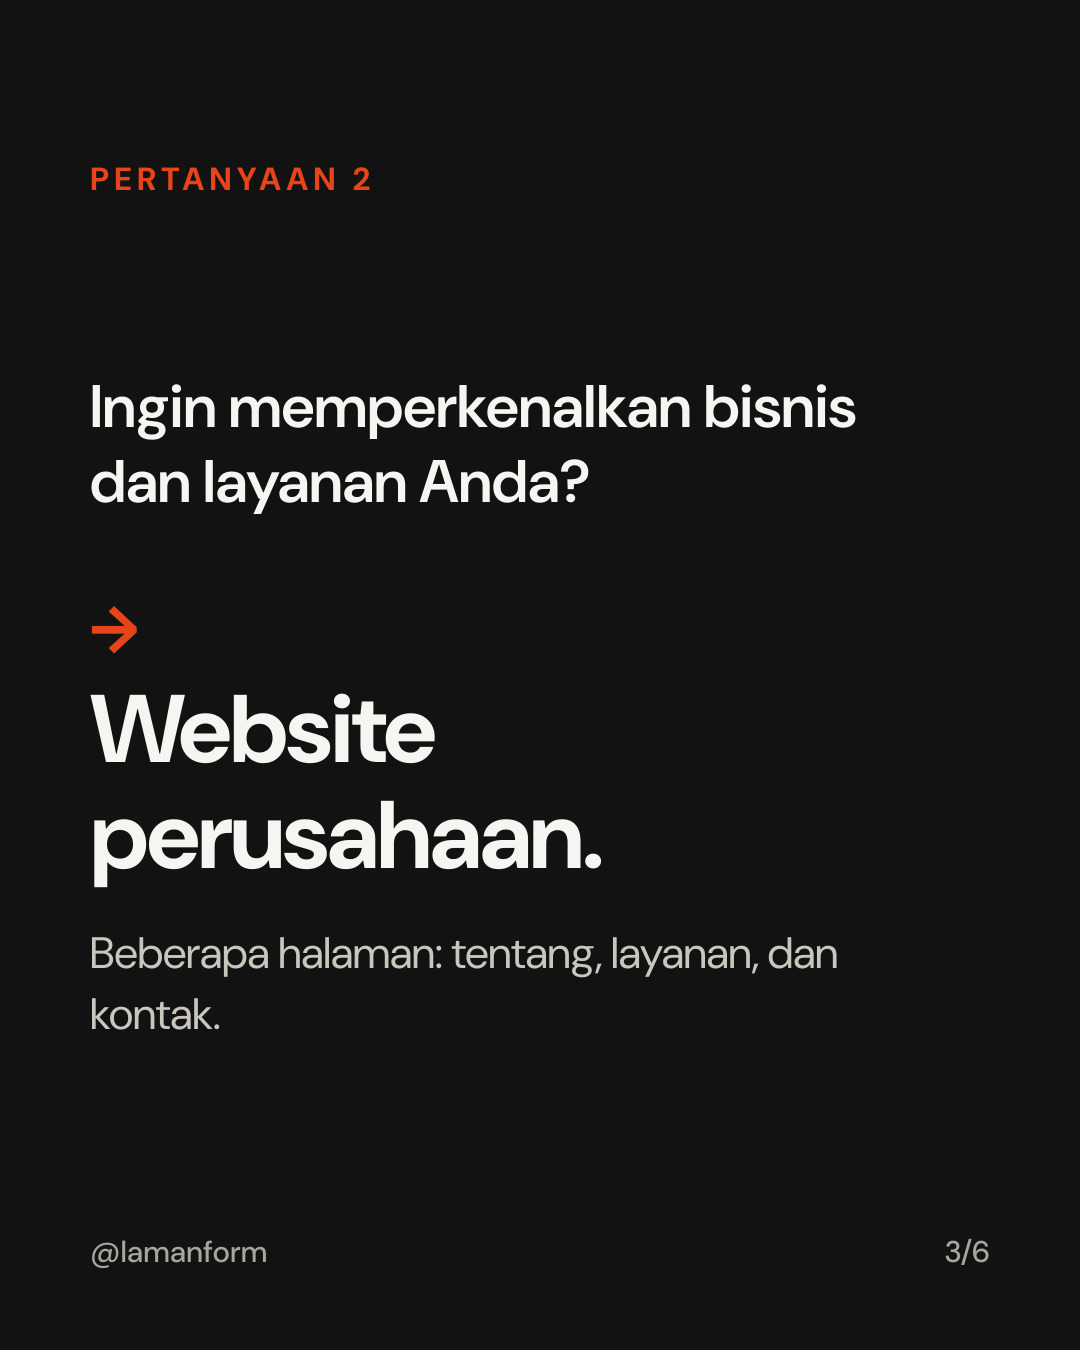 PERTANYAAN 2
Ingin memperkenalkan bisnis
dan layanan Anda?
→
Website
perusahaan.
Beberapa halaman: tentang, layanan, dan
kontak.
@lamanform
3/6